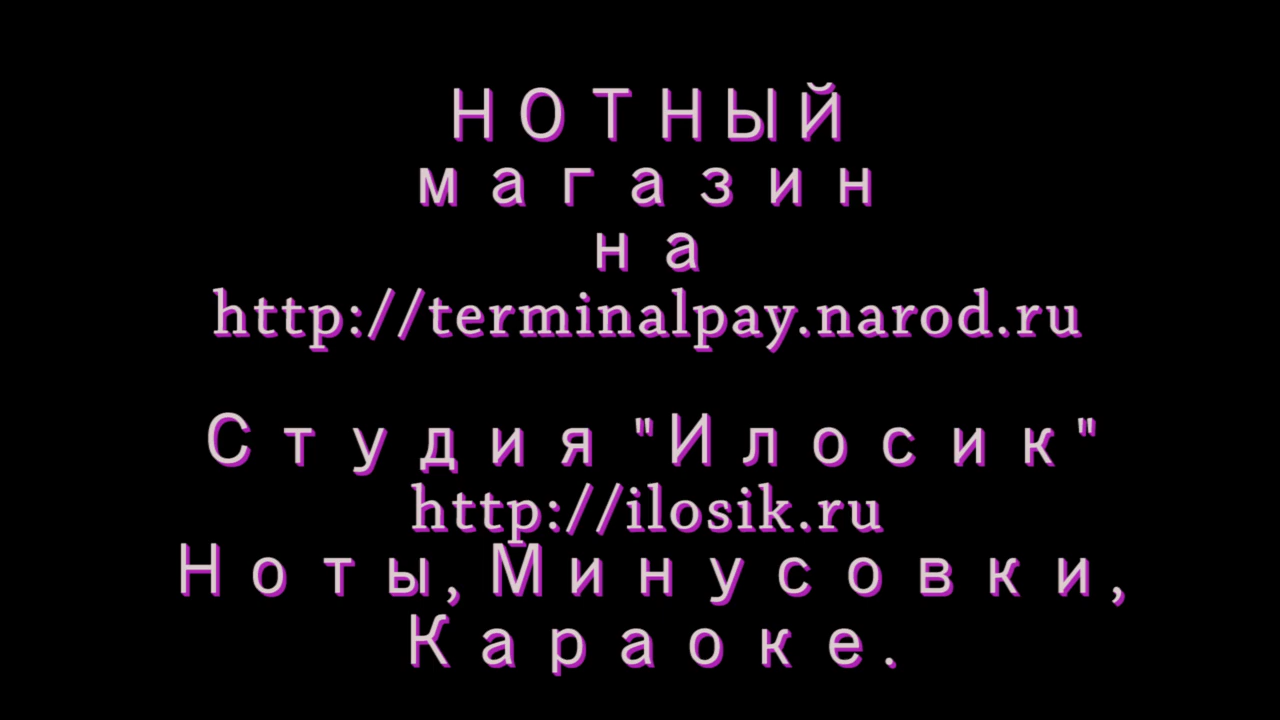 НОТНЫЙ
магазин
на
http://terminalpay.narod.ru
Студия "Илосик"
http://ilosik.ru
Ноты, Минусовки,
Караоке.